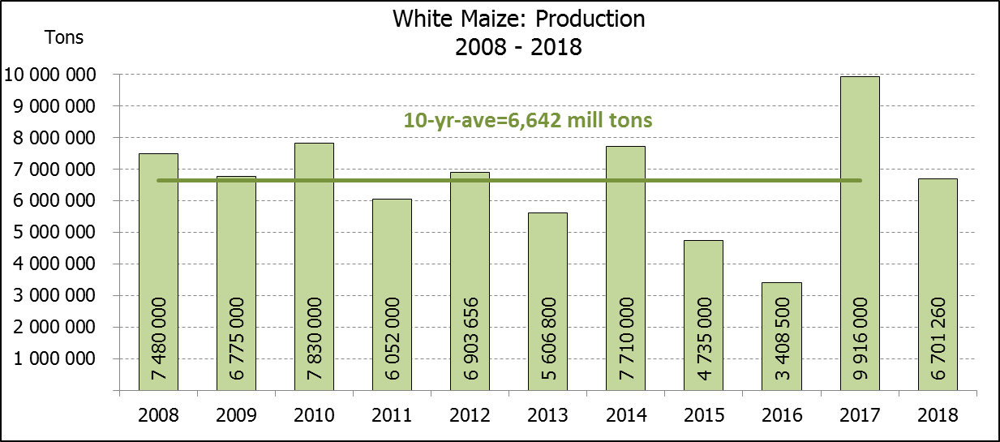 White Maize: Production
2008 - 2018
Tons
10 000 000
9 000 000
8 000 000
7 000 000
6 000 000
5 000 000
4 000 000
3 000 000
2 000 000
1 000 000
10-yr-ave=6,642 mill tons
7 480 000
6 775 000
7 830 000
6 052 000
6 903 656
5 606 800
7 710 000
4 735 000
3 408 500
9 916 000
6 701 260
2008 2009 2010 2011 2012 2013 2014 2015 2016 2017 2018